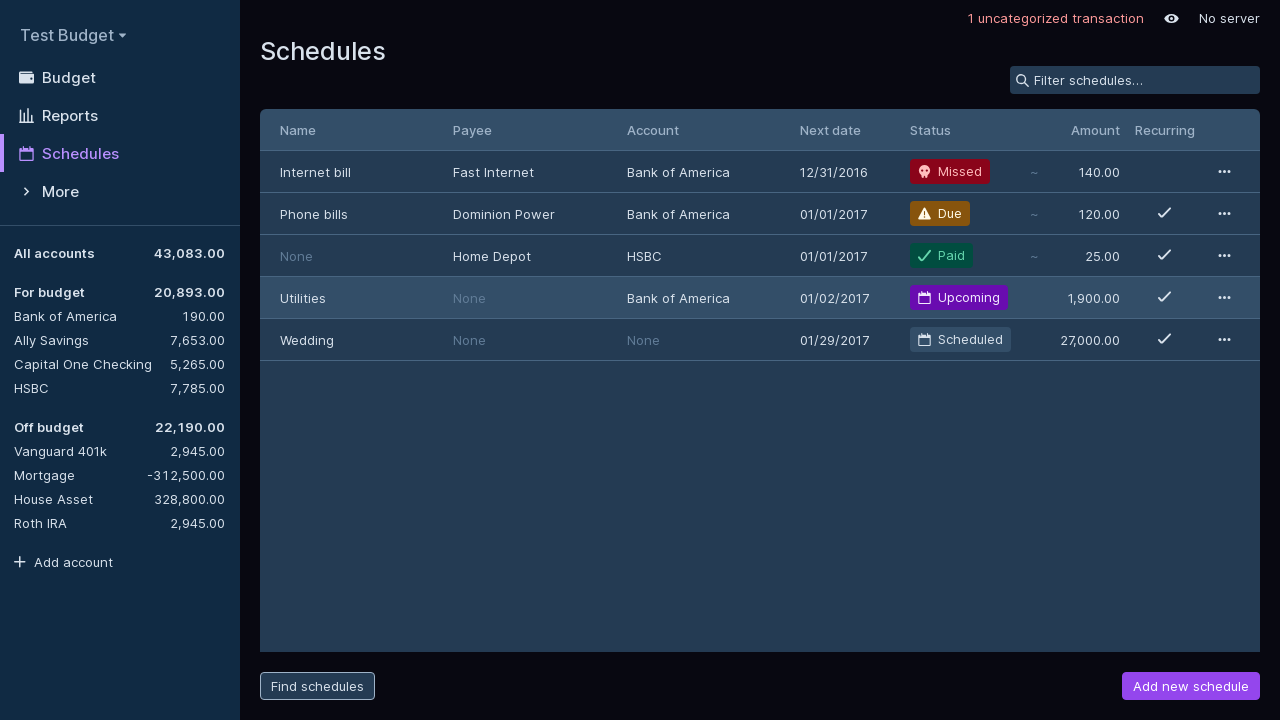 Test Budget
Budget
Reports
Schedules
More
All accounts 43,083.00
For budget 20,893.00
Bank of America 190.00
Ally Savings 7,653.00
Capital One Checking 5,265.00
HSBC 7,785.00
Off budget 22,190.00
Vanguard 401k 2,945.00
Mortgage -312,500.00
House Asset 328,800.00
Roth IRA 2,945.00
Add account
1 uncategorized transaction No server
Schedules
Filter schedules…
Name Payee Account Next date Status Amount Recurring
Internet bill Fast Internet Bank of America 12/31/2016 Missed ~ 140.00
Phone bills Dominion Power Bank of America 01/01/2017 Due ~ 120.00
None Home Depot HSBC 01/01/2017 Paid ~ 25.00
Utilities None Bank of America 01/02/2017 Upcoming 1,900.00
Wedding None None 01/29/2017 Scheduled 27,000.00
Find schedules Add new schedule